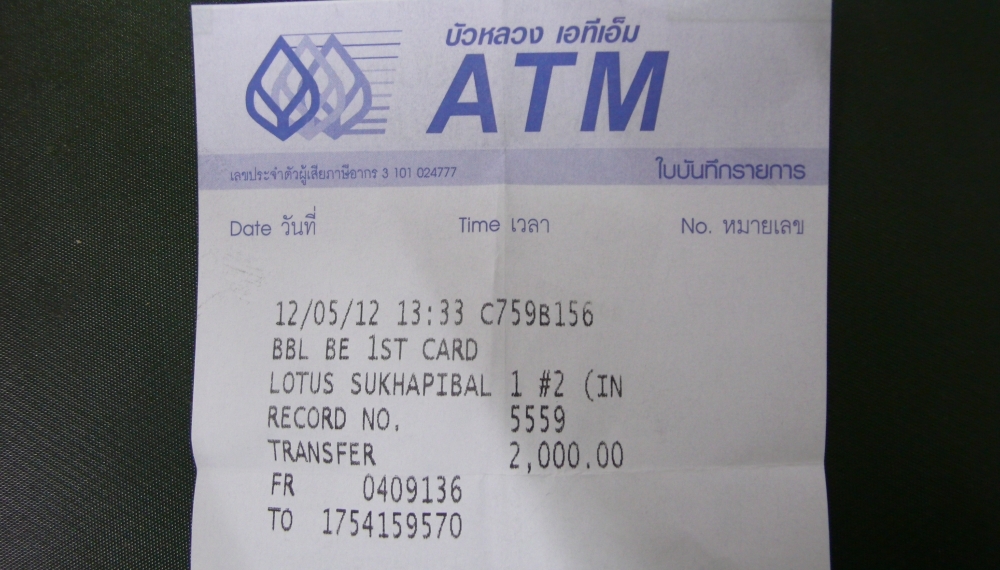 บัวหลวง เอทีเอ็ม
ATM
เลขประจำตัวผู้เสียภาษีอากร 3 101 024777 ใบบันทึกรายการ
Date วันที่ Time เวลา No. หมายเลข
12/05/12 13:33 C759B156
BBL BE 1ST CARD
LOTUS SUKHAPIBAL 1 #2 (IN
RECORD NO. 5559
TRANSFER 2,000.00
FR 0409136
TO 1754159570